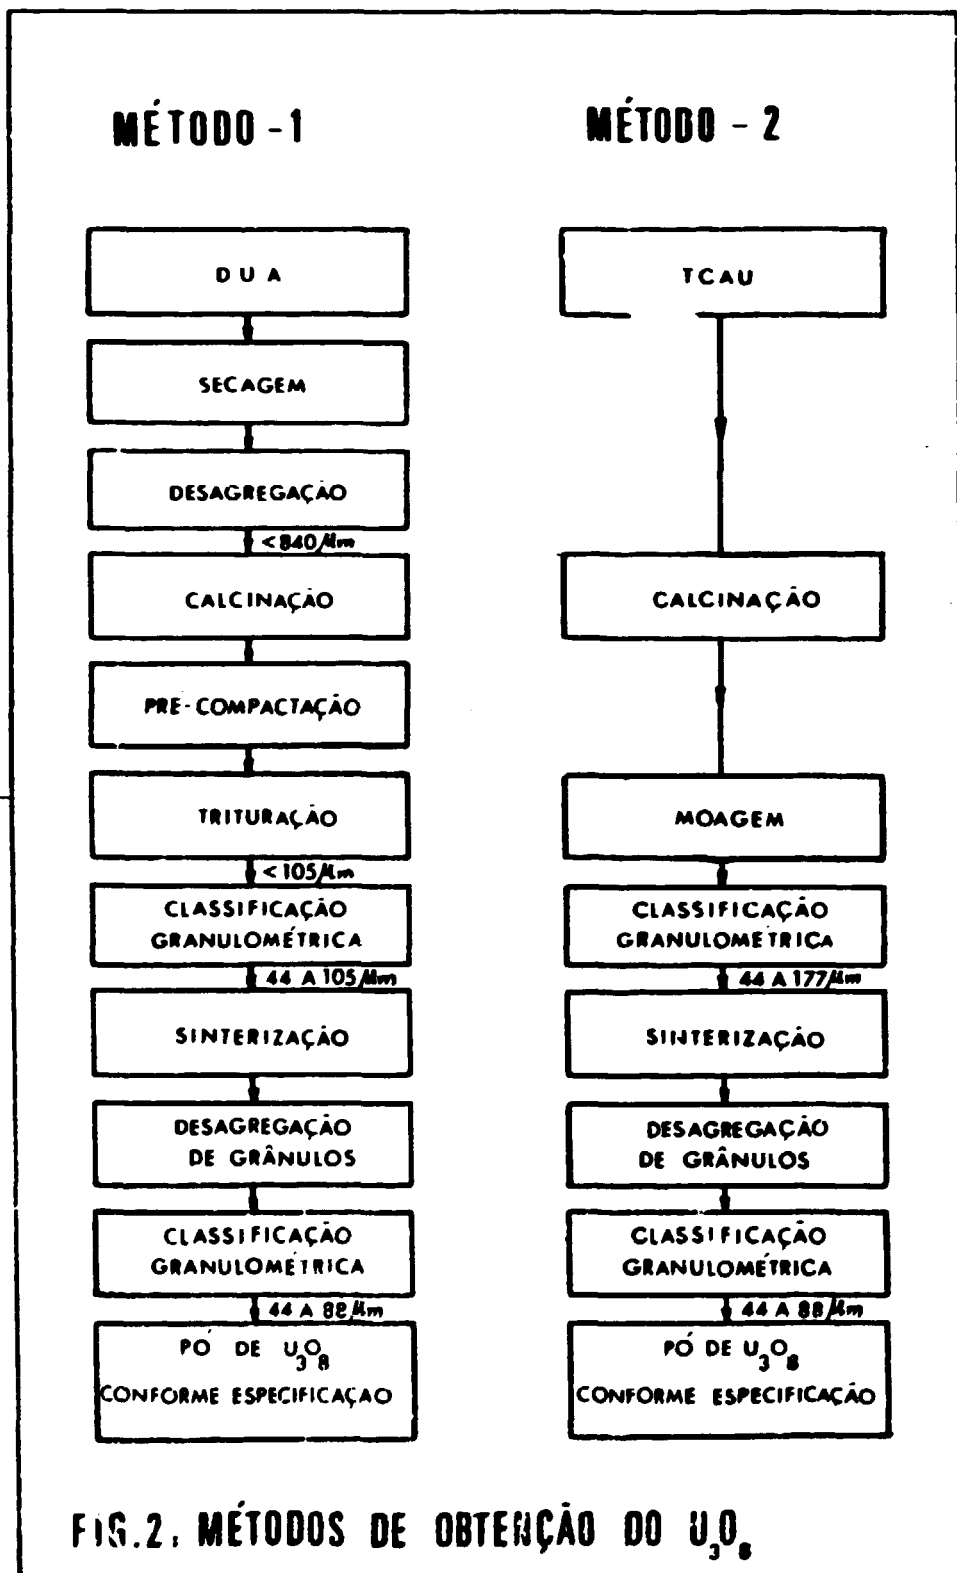 MÉTODO - 1
DUA
SECAGEM
DESAGREGAÇÃO
<840 µm
CALCINAÇÃO
PRE-COMPACTAÇÃO
TRITURAÇÃO
<105 µm
CLASSIFICAÇÃO
GRANULOMÉTRICA
44 A 105 µm
SINTERIZAÇÃO
DESAGREGAÇÃO
DE GRÂNULOS
CLASSIFICAÇÃO
GRANULOMÉTRICA
44 A 88 µm
PÓ DE U3O8
CONFORME ESPECIFICAÇAO
MÉTODO - 2
TCAU
CALCINAÇÃO
MOAGEM
CLASSIFICAÇÃO
GRANULOMÉTRICA
44 A 177 µm
SINTERIZAÇÃO
DESAGREGAÇÃO
DE GRÂNULOS
CLASSIFICAÇÃO
GRANULOMÉTRICA
44 A 88 µm
PÓ DE U3O8
CONFORME ESPECIFICAÇÃO
FIG.2. MÉTODOS DE OBTENÇÃO DO U3O8